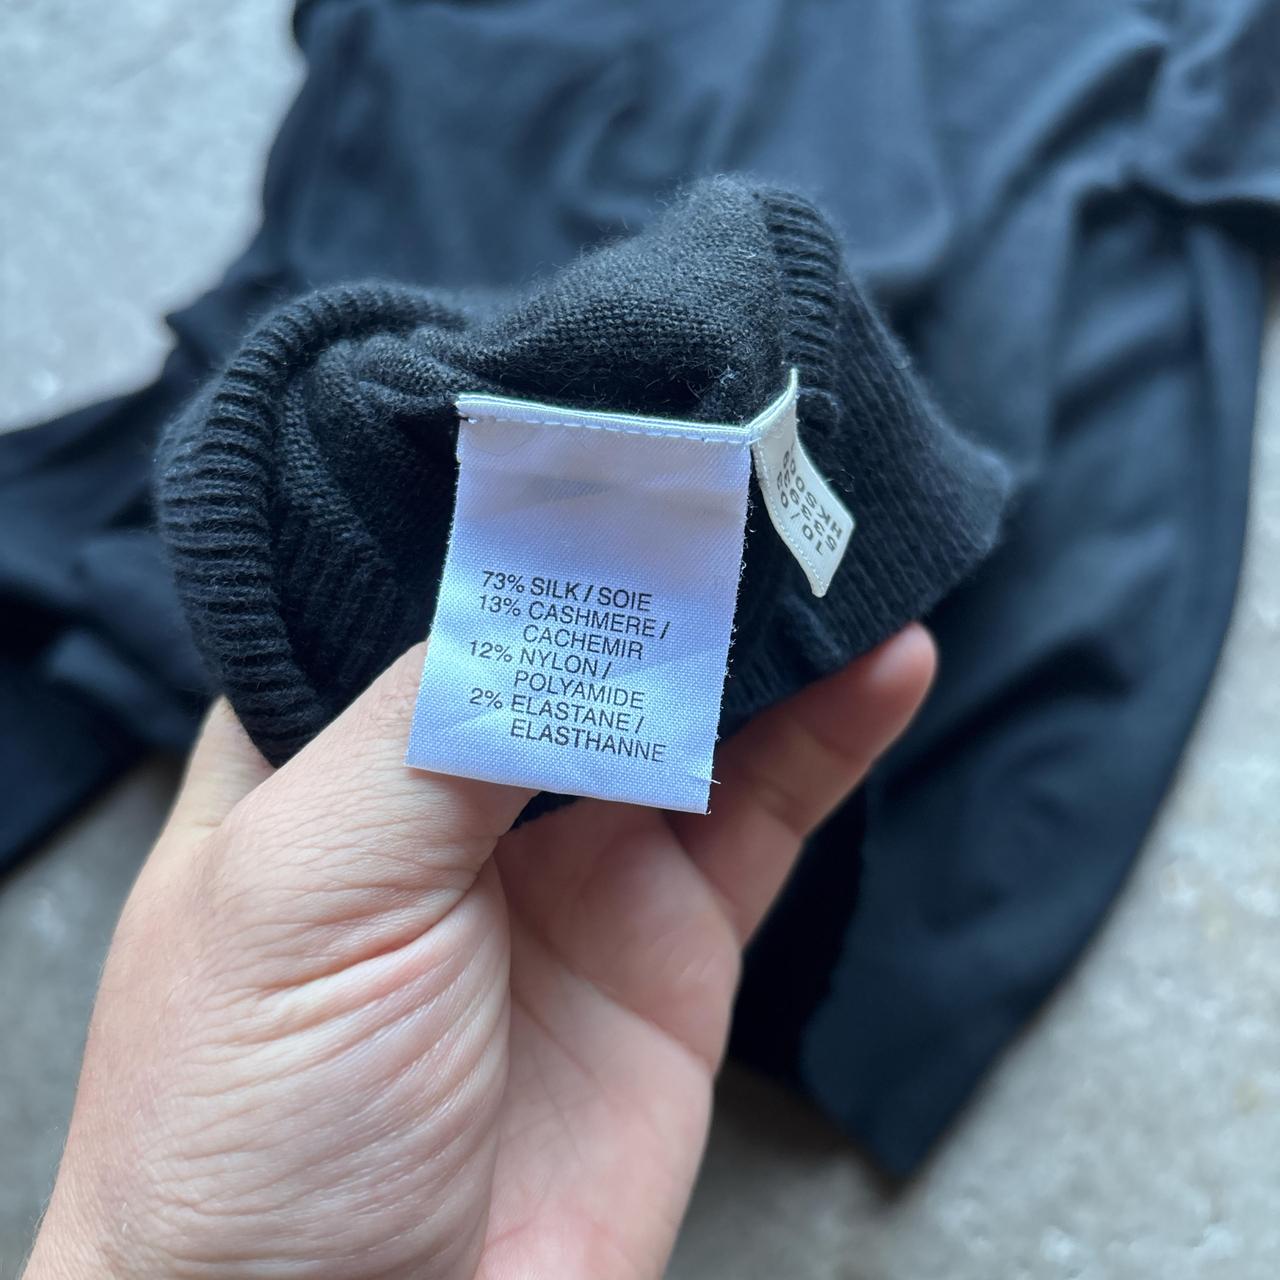 73% SILK / SOIE
13% CASHMERE /
CACHEMIR
12% NYLON /
POLYAMIDE
2% ELASTANE /
ELASTHANNE